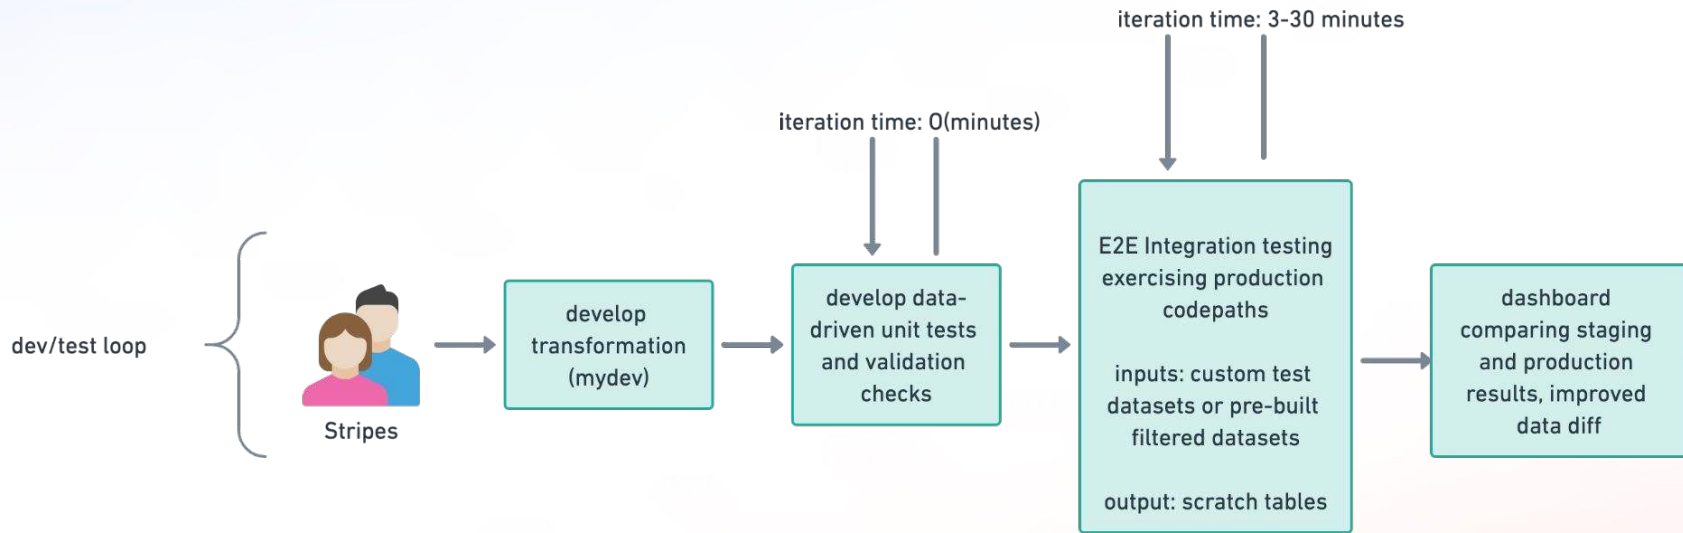 iteration time: 3-30 minutes
iteration time: O(minutes)
dev/test loop
Stripes
develop
transformation
(mydev)
develop data-
driven unit tests
and validation
checks
E2E Integration testing
exercising production
codepaths
inputs: custom test
datasets or pre-built
filtered datasets
output: scratch tables
dashboard
comparing staging
and production
results, improved
data diff